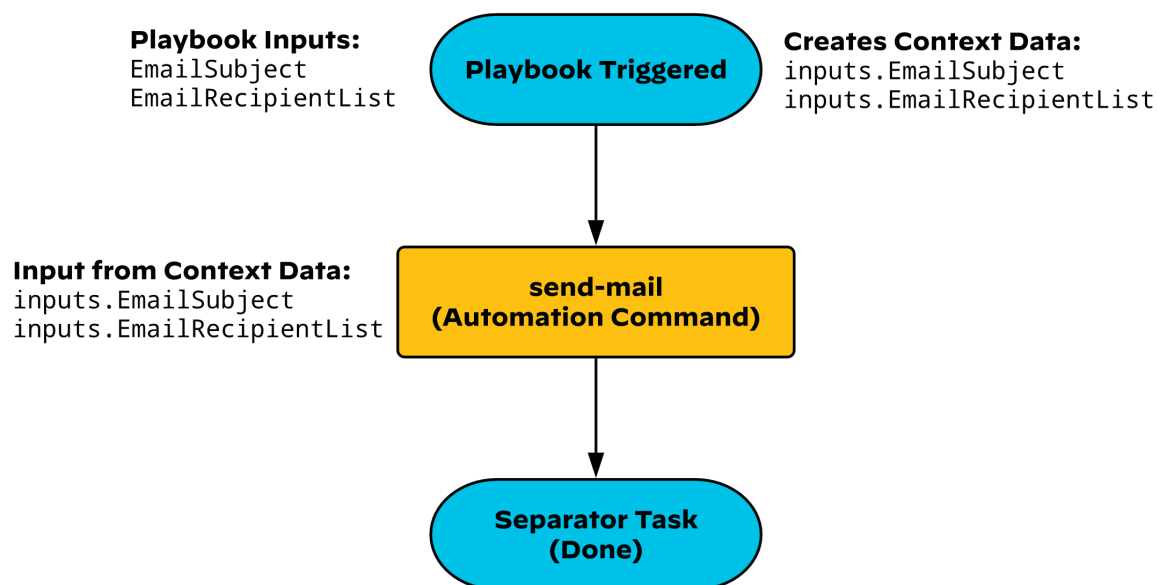 Playbook Inputs:
EmailSubject
EmailRecipientList
Playbook Triggered
Creates Context Data:
inputs.EmailSubject
inputs.EmailRecipientList
Input from Context Data:
inputs.EmailSubject
inputs.EmailRecipientList
send-mail
(Automation Command)
Separator Task
(Done)